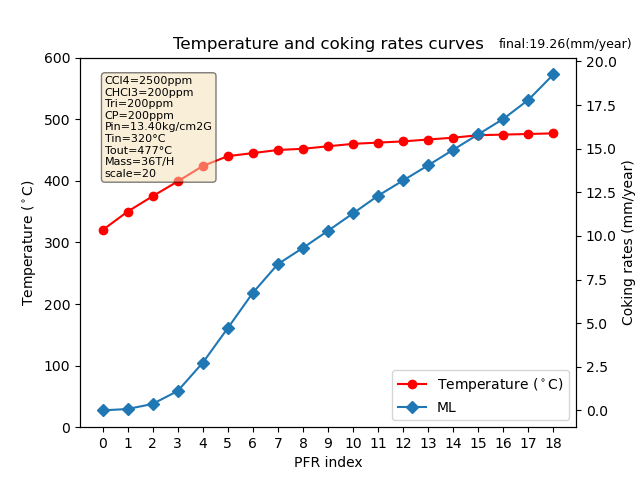 Temperature and coking rates curves
final:19.26(mm/year)
CCl4=2500ppm
CHCl3=200ppm
Tri=200ppm
CP=200ppm
Pin=13.40kg/cm2G
Tin=320°C
Tout=477°C
Mass=36T/H
scale=20
Temperature (°C)
600
500
400
300
200
100
0
20.0
17.5
15.0
12.5
10.0
7.5
5.0
2.5
0.0
Coking rates (mm/year)
Temperature (°C)
ML
0 1 2 3 4 5 6 7 8 9 10 11 12 13 14 15 16 17 18
PFR index